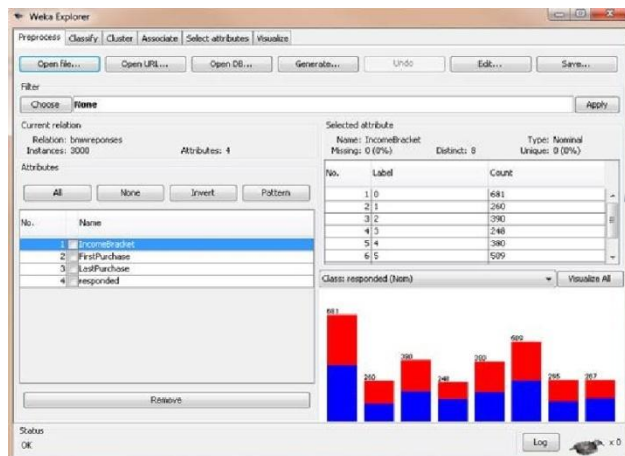 Weka Explorer
Preprocess Classify Cluster Associate Select attributes Visualize
Open file... Open URL... Open DB... Generate... Undo Edit... Save...
Filter
Choose None Apply
Current relation
Relation: bmwreponses
Instances: 3000 Attributes: 4
Attributes
All None Invert Pattern
No. Name
1 IncomeBracket
2 FirstPurchase
3 LastPurchase
4 responded
Remove
Selected attribute
Name: IncomeBracket Type: Nominal
Missing: 0 (0%) Distinct: 8 Unique: 0 (0%)
No. Label Count
1 0 681
2 1 260
3 2 390
4 3 248
5 4 380
6 5 509
Class: responded (Nom) Visualize All
681
260
390
248
509
267
Status
OK
Log x 0